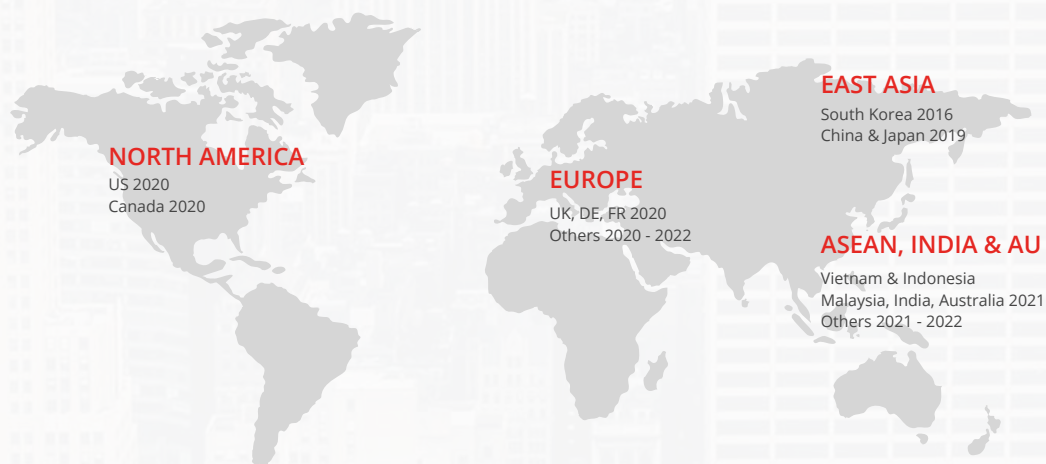 NORTH AMERICA
US 2020
Canada 2020
EUROPE
UK, DE, FR 2020
Others 2020 - 2022
EAST ASIA
South Korea 2016
China & Japan 2019
ASEAN, INDIA & AU
Vietnam & Indonesia
Malaysia, India, Australia 2021
Others 2021 - 2022